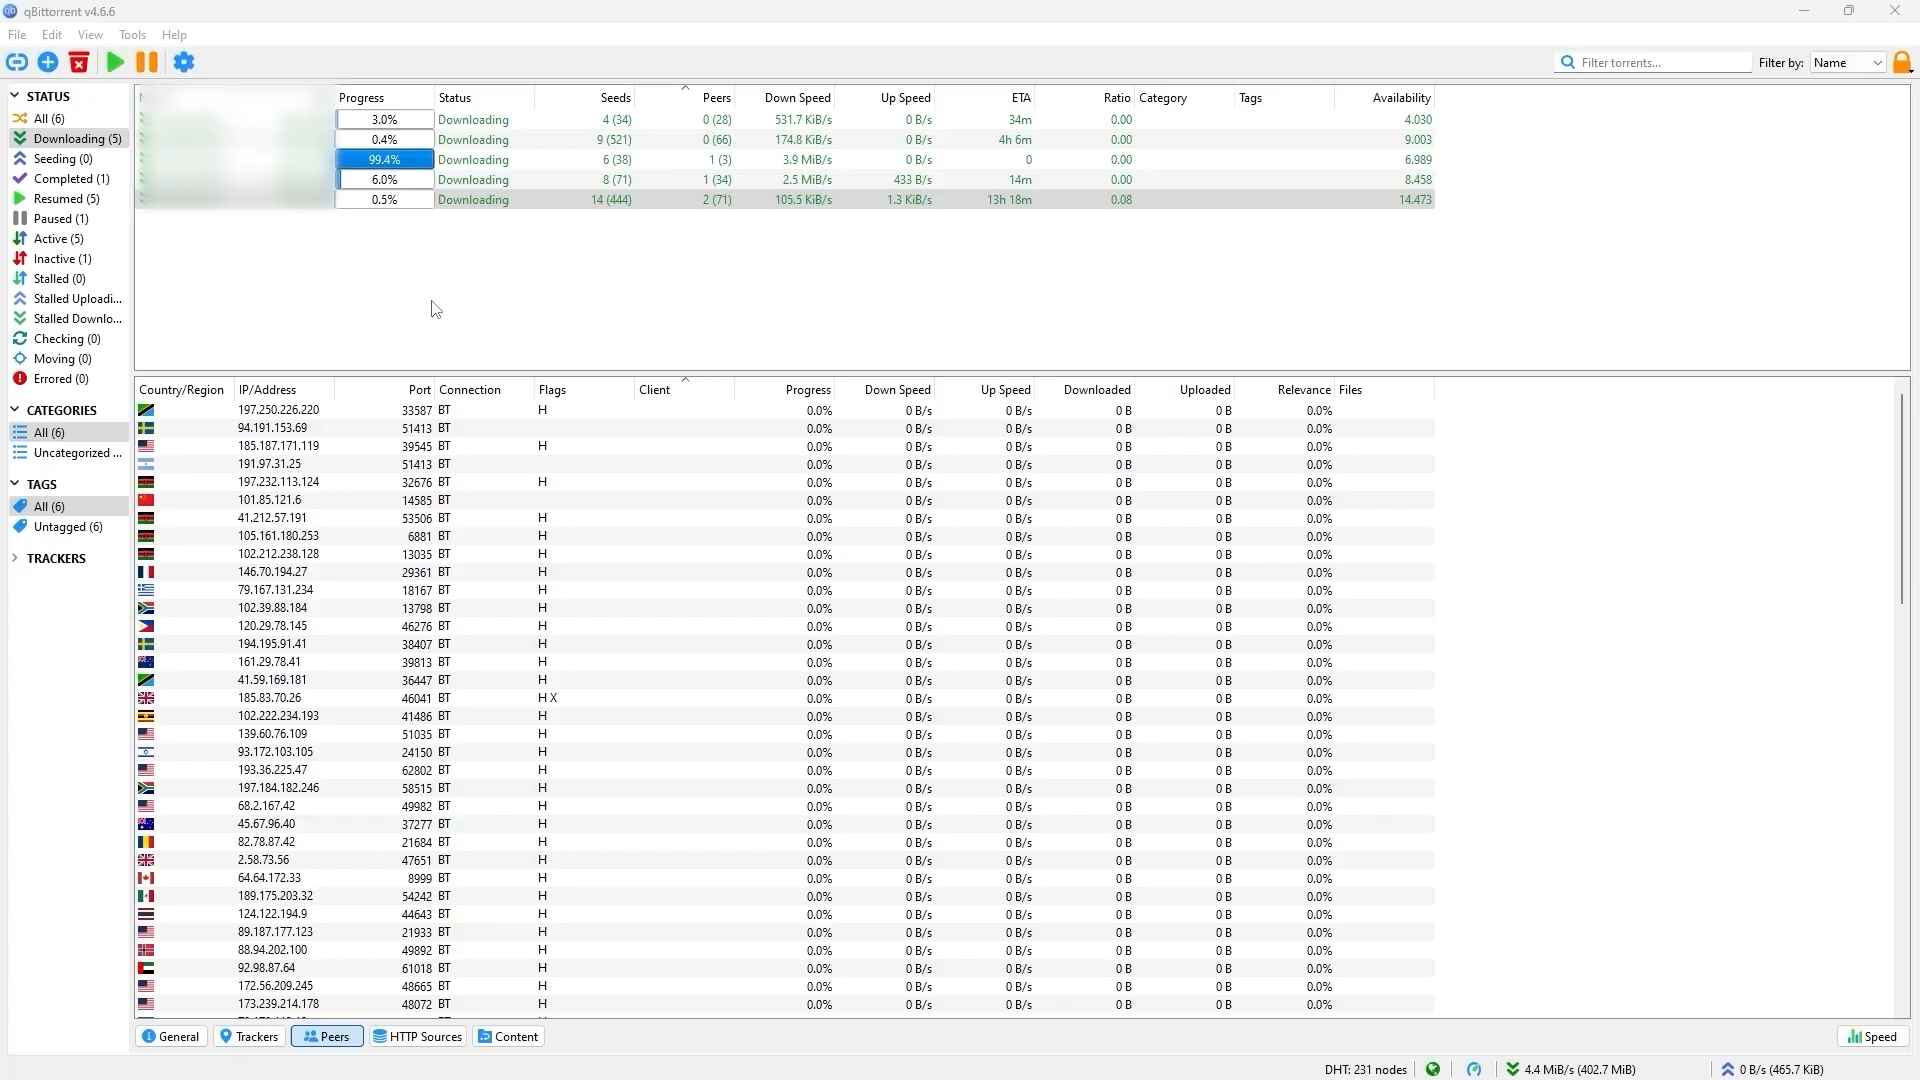 qBittorrent v4.6.6
File Edit View Tools Help
Filter torrents... Filter by: Name
STATUS
All (6)
Downloading (5)
Seeding (0)
Completed (1)
Resumed (5)
Paused (1)
Active (5)
Inactive (1)
Stalled (0)
Stalled Uploadi...
Stalled Downlo...
Checking (0)
Moving (0)
Errored (0)
CATEGORIES
All (6)
Uncategorized ...
TAGS
All (6)
Untagged (6)
TRACKERS
Progress Status Seeds Peers Down Speed Up Speed ETA Ratio Category Tags Availability
3.0% Downloading 4 (34) 0 (28) 531.7 KiB/s 0 B/s 34m 0.00 4.030
0.4% Downloading 9 (521) 0 (66) 174.8 KiB/s 0 B/s 4h 6m 0.00 9.003
99.4% Downloading 6 (38) 1 (3) 3.9 MiB/s 0 B/s 0 0.00 6.989
6.0% Downloading 8 (71) 1 (34) 2.5 MiB/s 433 B/s 14m 0.00 8.458
0.5% Downloading 14 (444) 2 (71) 105.5 KiB/s 1.3 KiB/s 13h 18m 0.08 14.473
Country/Region IP/Address Port Connection Flags Client Progress Down Speed Up Speed Downloaded Uploaded Relevance Files
197.250.226.220 33587 BT H 0.0% 0 B/s 0 B/s 0 B 0 B 0.0%
94.191.153.69 51413 BT 0.0% 0 B/s 0 B/s 0 B 0 B 0.0%
185.187.171.119 39545 BT H 0.0% 0 B/s 0 B/s 0 B 0 B 0.0%
191.97.31.25 51413 BT 0.0% 0 B/s 0 B/s 0 B 0 B 0.0%
197.232.113.124 32676 BT H 0.0% 0 B/s 0 B/s 0 B 0 B 0.0%
101.85.121.6 14585 BT 0.0% 0 B/s 0 B/s 0 B 0 B 0.0%
41.212.57.191 53506 BT H 0.0% 0 B/s 0 B/s 0 B 0 B 0.0%
105.161.180.253 6881 BT H 0.0% 0 B/s 0 B/s 0 B 0 B 0.0%
102.212.238.128 13035 BT H 0.0% 0 B/s 0 B/s 0 B 0 B 0.0%
146.70.194.27 29361 BT H 0.0% 0 B/s 0 B/s 0 B 0 B 0.0%
79.167.131.234 18167 BT H 0.0% 0 B/s 0 B/s 0 B 0 B 0.0%
102.39.88.184 13798 BT H 0.0% 0 B/s 0 B/s 0 B 0 B 0.0%
120.29.78.145 46276 BT H 0.0% 0 B/s 0 B/s 0 B 0 B 0.0%
194.195.91.41 38407 BT H 0.0% 0 B/s 0 B/s 0 B 0 B 0.0%
161.29.78.41 39813 BT H 0.0% 0 B/s 0 B/s 0 B 0 B 0.0%
41.59.169.181 36447 BT H 0.0% 0 B/s 0 B/s 0 B 0 B 0.0%
185.83.70.26 46041 BT H X 0.0% 0 B/s 0 B/s 0 B 0 B 0.0%
102.222.234.193 41486 BT H 0.0% 0 B/s 0 B/s 0 B 0 B 0.0%
139.60.76.109 51035 BT H 0.0% 0 B/s 0 B/s 0 B 0 B 0.0%
93.172.103.105 24150 BT H 0.0% 0 B/s 0 B/s 0 B 0 B 0.0%
193.36.225.47 62802 BT H 0.0% 0 B/s 0 B/s 0 B 0 B 0.0%
197.184.182.246 58515 BT H 0.0% 0 B/s 0 B/s 0 B 0 B 0.0%
68.2.167.42 49982 BT H 0.0% 0 B/s 0 B/s 0 B 0 B 0.0%
45.67.96.40 37277 BT H 0.0% 0 B/s 0 B/s 0 B 0 B 0.0%
82.78.87.42 21684 BT H 0.0% 0 B/s 0 B/s 0 B 0 B 0.0%
2.58.73.56 47651 BT H 0.0% 0 B/s 0 B/s 0 B 0 B 0.0%
64.64.172.33 8999 BT H 0.0% 0 B/s 0 B/s 0 B 0 B 0.0%
189.175.203.32 54242 BT H 0.0% 0 B/s 0 B/s 0 B 0 B 0.0%
124.122.194.9 44643 BT H 0.0% 0 B/s 0 B/s 0 B 0 B 0.0%
89.187.177.123 21933 BT H 0.0% 0 B/s 0 B/s 0 B 0 B 0.0%
88.94.202.100 49892 BT H 0.0% 0 B/s 0 B/s 0 B 0 B 0.0%
92.98.87.64 61018 BT H 0.0% 0 B/s 0 B/s 0 B 0 B 0.0%
172.56.209.245 48665 BT H 0.0% 0 B/s 0 B/s 0 B 0 B 0.0%
173.239.214.178 48072 BT H 0.0% 0 B/s 0 B/s 0 B 0 B 0.0%
General Trackers Peers HTTP Sources Content Speed
DHT: 231 nodes 4.4 MiB/s (402.7 MiB) 0 B/s (465.7 KiB)